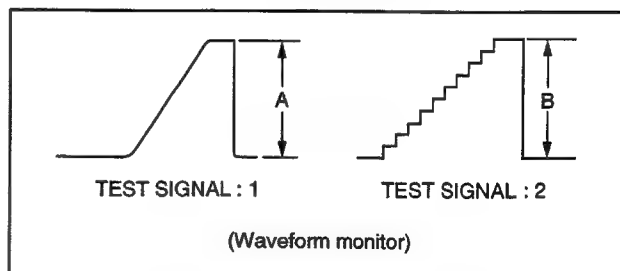 A
B
TEST SIGNAL : 1
TEST SIGNAL : 2
(Waveform monitor)